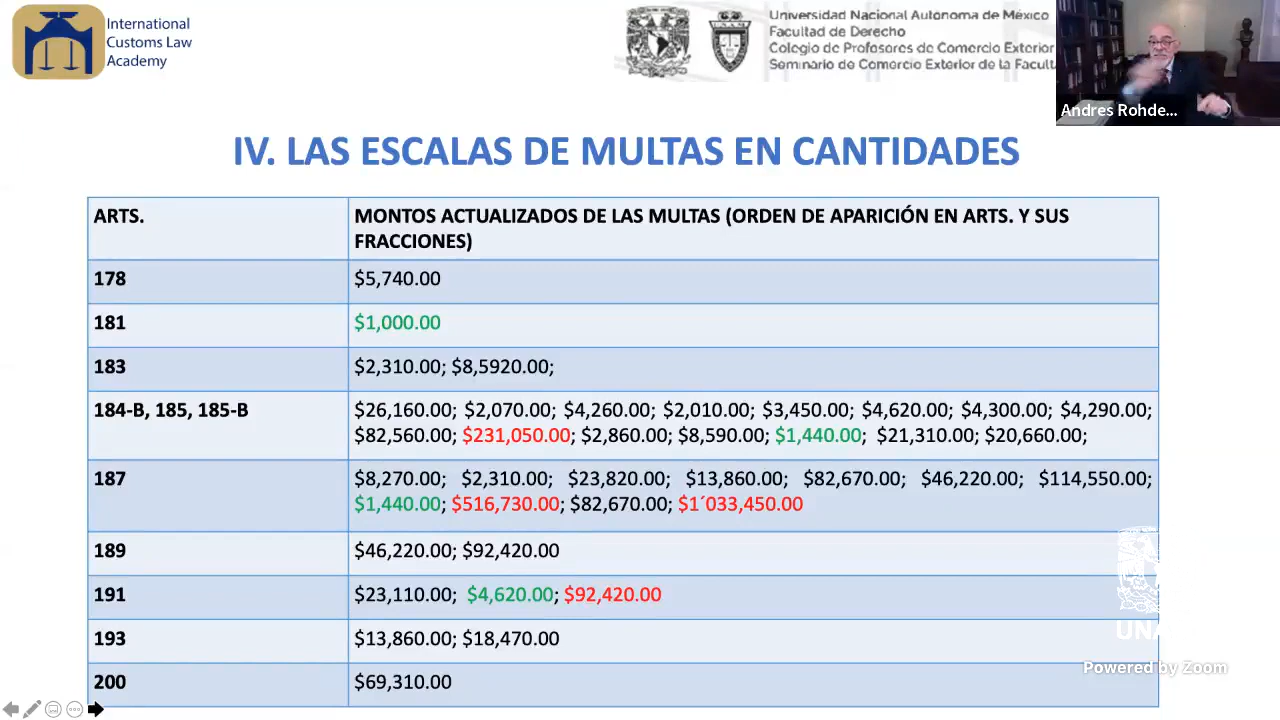 International
Customs Law
Academy
Universidad Nacional Autónoma de México
Facultad de Derecho
Colegio de Profesores de Comercio Exterior
Seminario de Comercio Exterior de la Facult
Andres Rohde...
IV. LAS ESCALAS DE MULTAS EN CANTIDADES
ARTS.
MONTOS ACTUALIZADOS DE LAS MULTAS (ORDEN DE APARICIÓN EN ARTS. Y SUS
FRACCIONES)
178
$5,740.00
181
$1,000.00
183
$2,310.00; $8,5920.00;
184-B, 185, 185-B
$26,160.00; $2,070.00; $4,260.00; $2,010.00; $3,450.00; $4,620.00; $4,300.00; $4,290.00;
$82,560.00; $231,050.00; $2,860.00; $8,590.00; $1,440.00; $21,310.00; $20,660.00;
187
$8,270.00; $2,310.00; $23,820.00; $13,860.00; $82,670.00; $46,220.00; $114,550.00;
$1,440.00; $516,730.00; $82,670.00; $1´033,450.00
189
$46,220.00; $92,420.00
191
$23,110.00; $4,620.00; $92,420.00
193
$13,860.00; $18,470.00
200
$69,310.00
UNA
Powered by Zoom